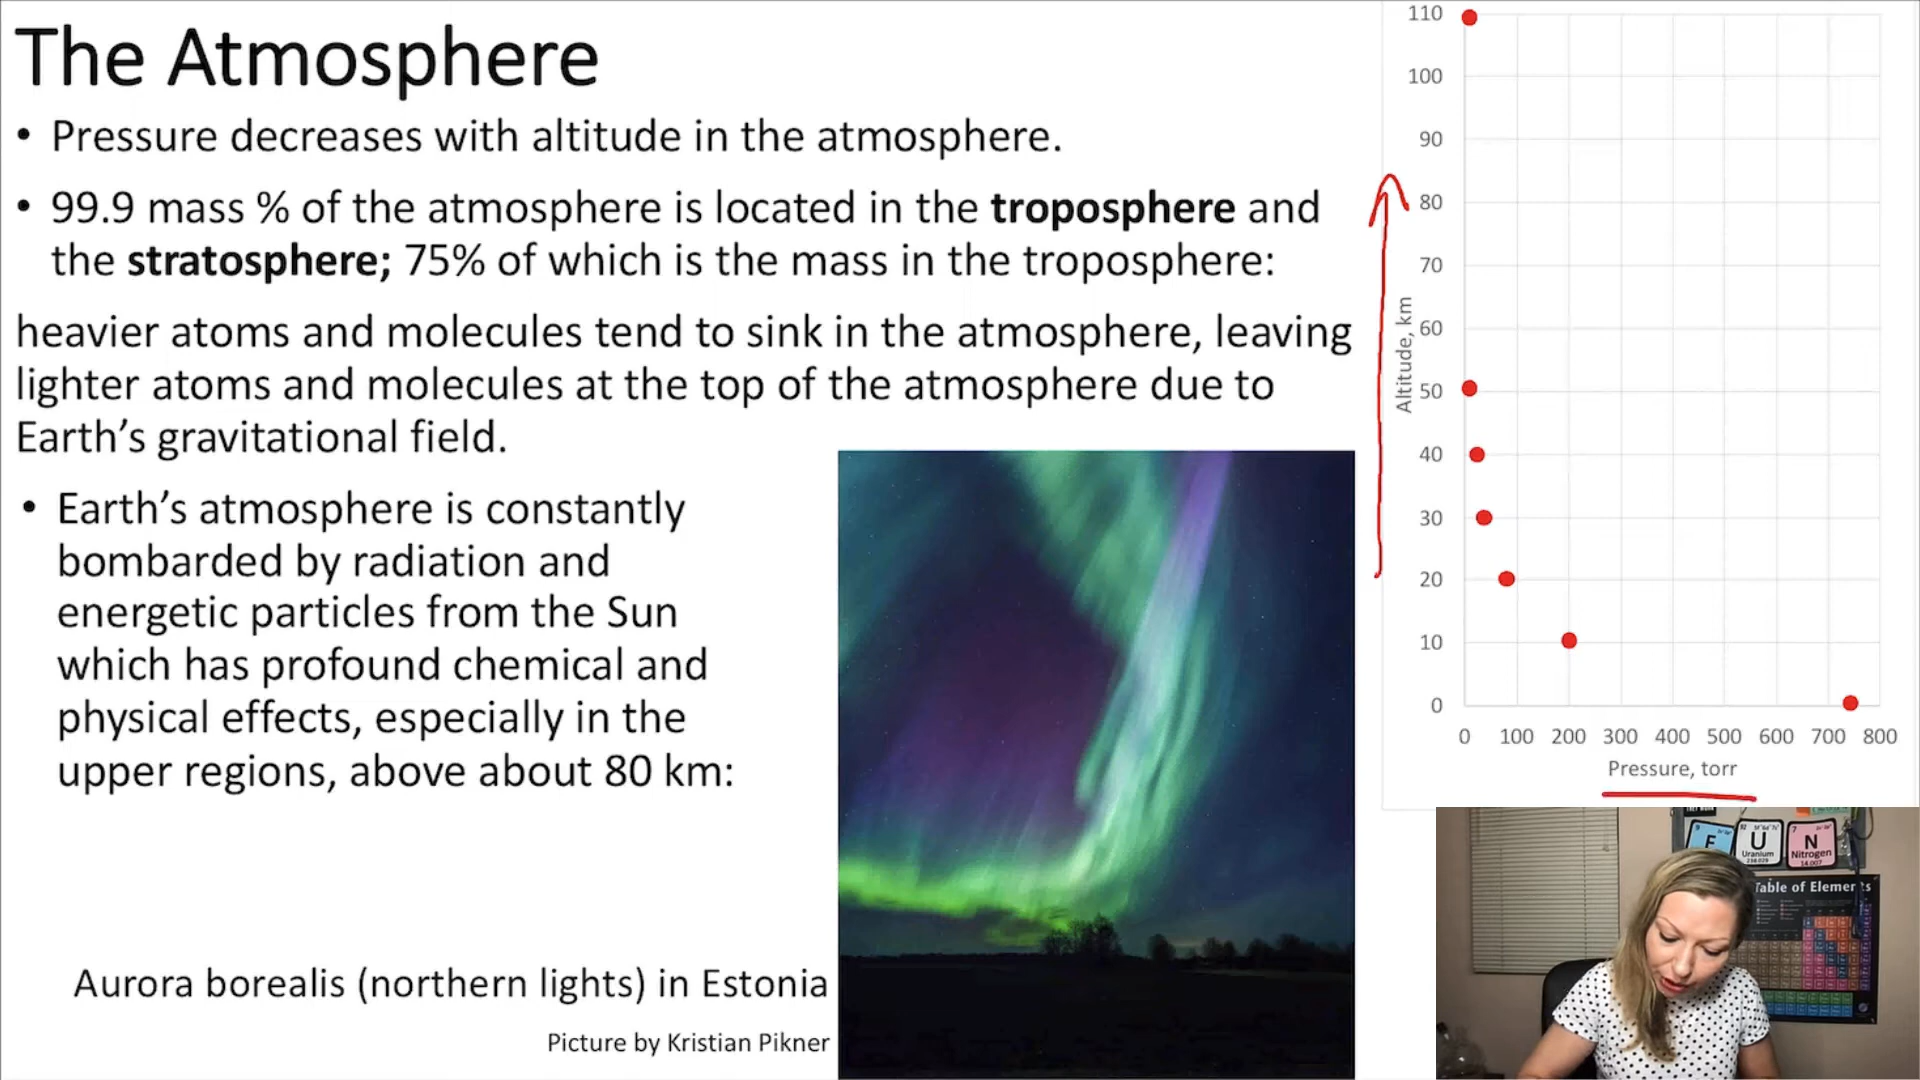 The Atmosphere
• Pressure decreases with altitude in the atmosphere.
• 99.9 mass % of the atmosphere is located in the troposphere and
the stratosphere; 75% of which is the mass in the troposphere:
heavier atoms and molecules tend to sink in the atmosphere, leaving
lighter atoms and molecules at the top of the atmosphere due to
Earth’s gravitational field.
• Earth’s atmosphere is constantly
bombarded by radiation and
energetic particles from the Sun
which has profound chemical and
physical effects, especially in the
upper regions, above about 80 km:
Aurora borealis (northern lights) in Estonia
Picture by Kristian Pikner
110
100
90
80
70
60
50
40
30
20
10
0
Altitude, km
0 100 200 300 400 500 600 700 800
Pressure, torr
9 F
92 U Uranium
7 N Nitrogen 14.007
Table of Elements